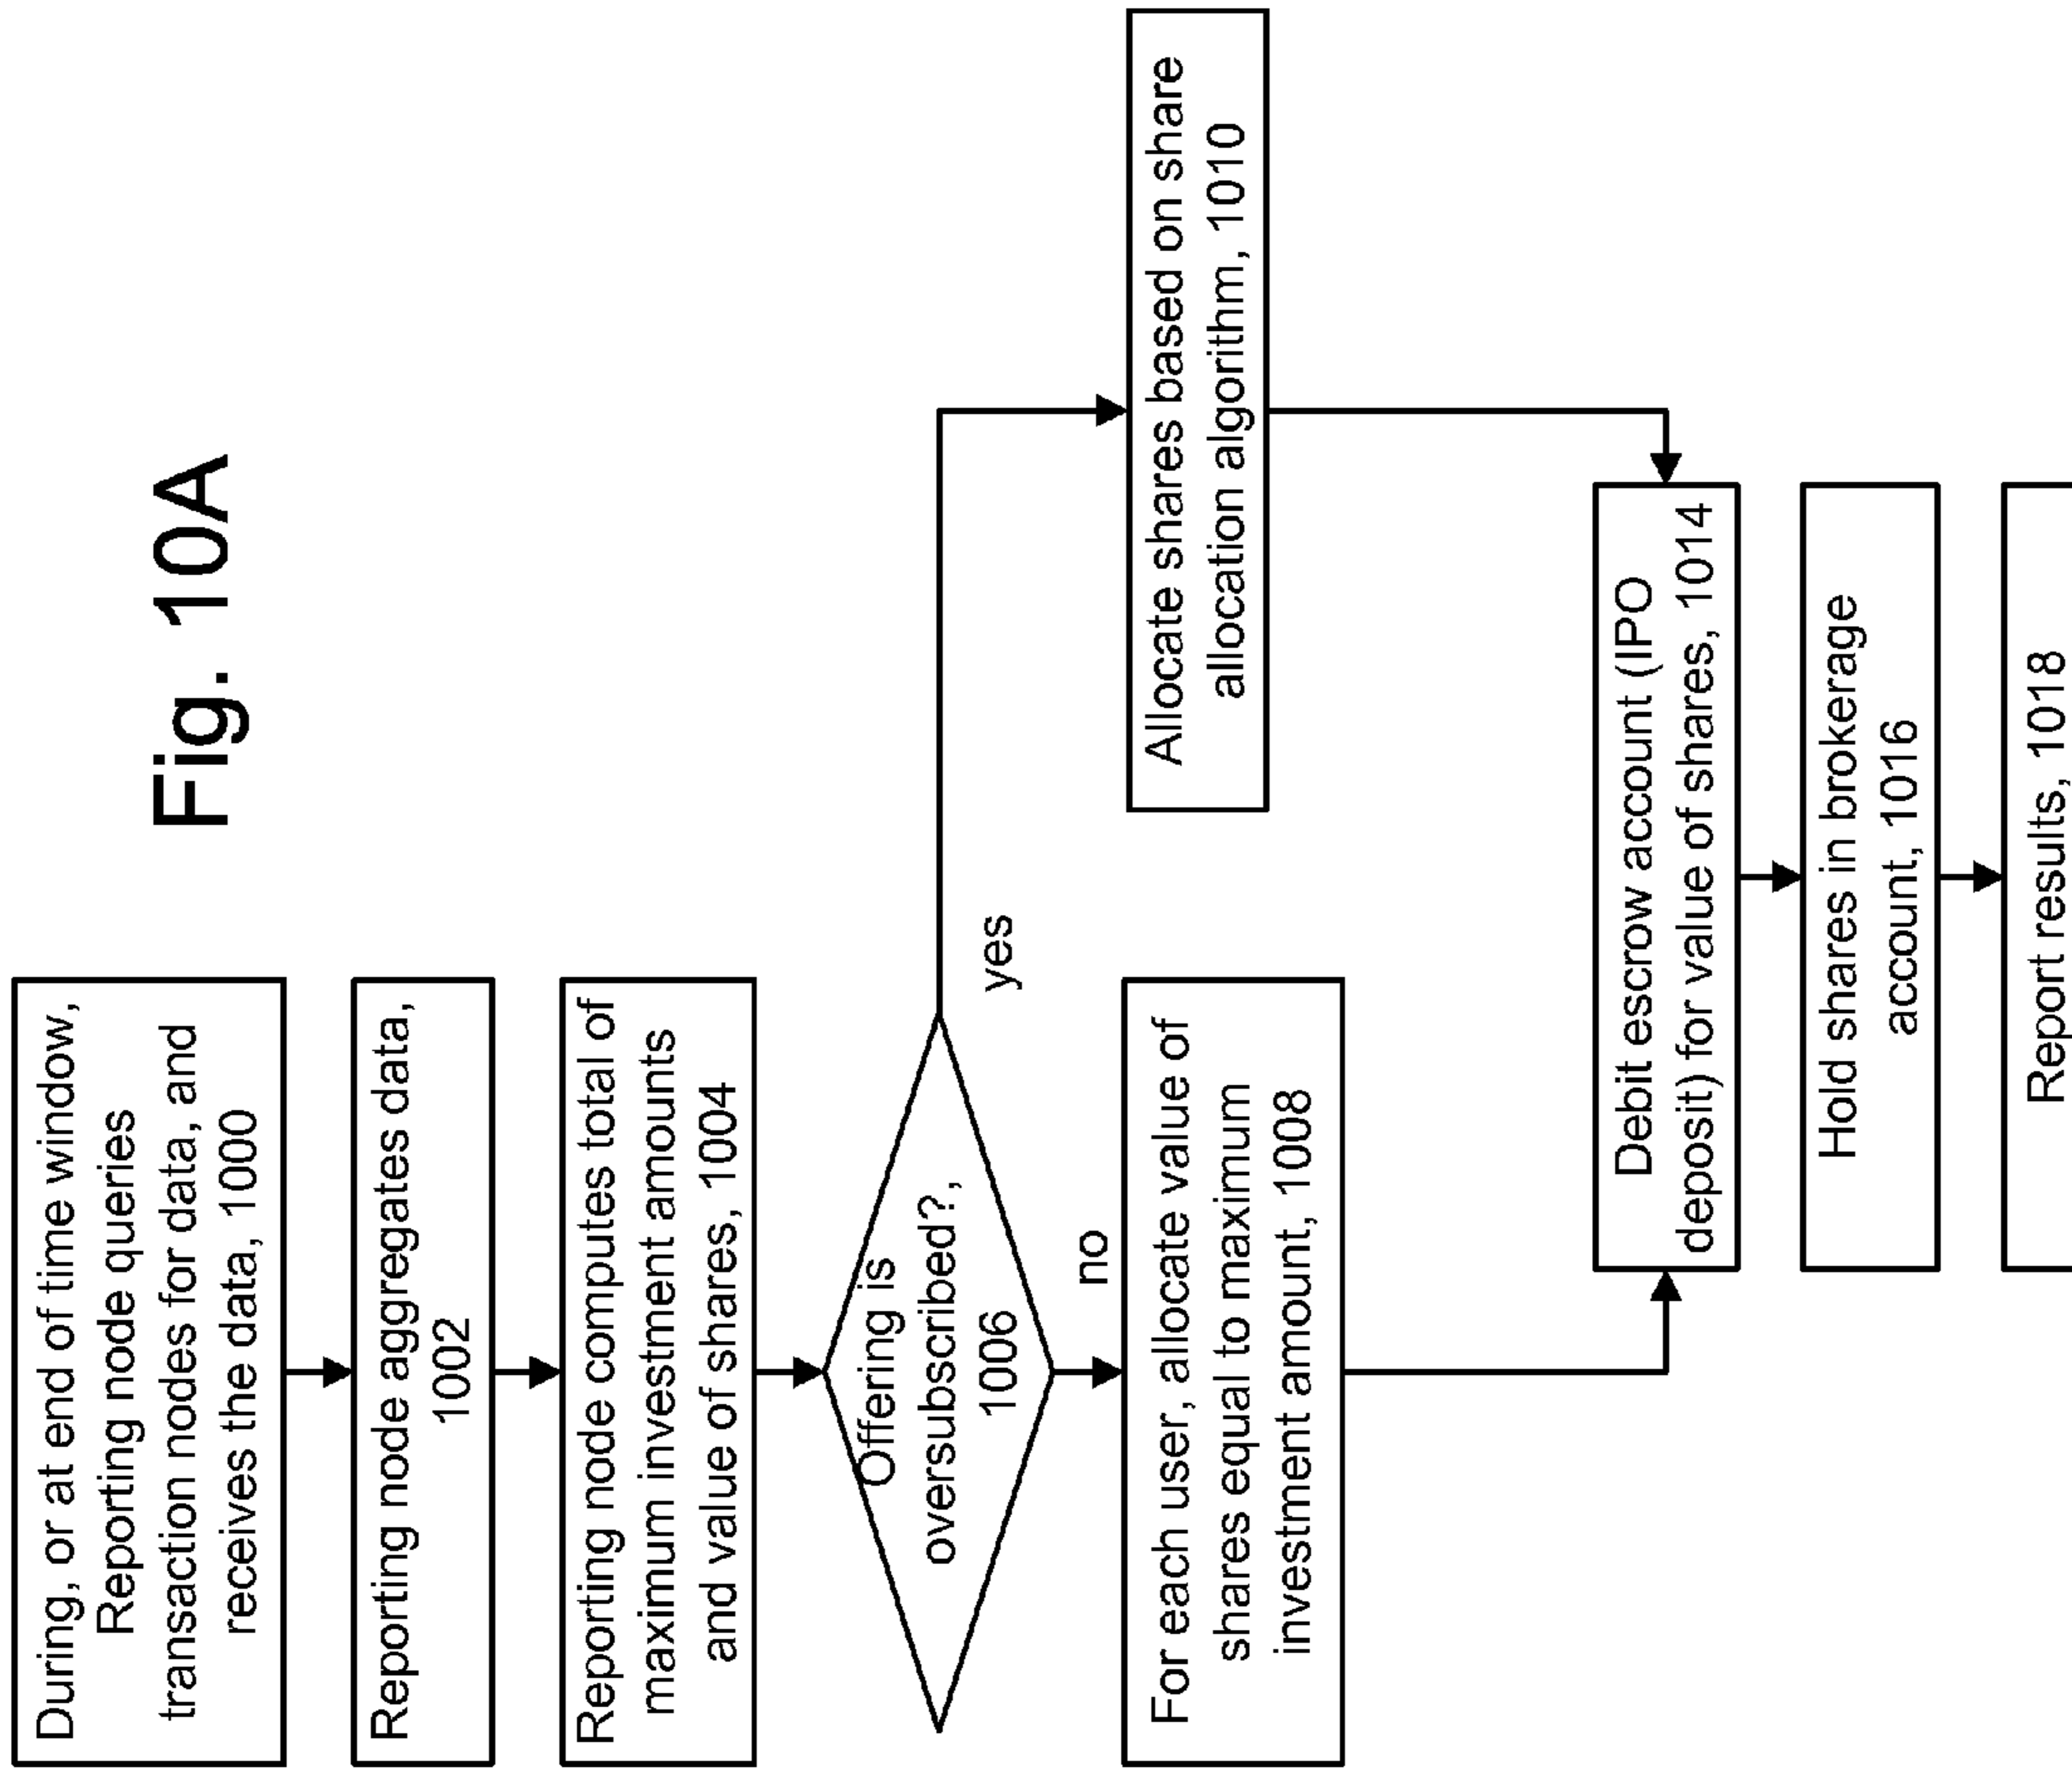 Fig. 10A
During, or at end of time window,
Reporting node queries
transaction nodes for data, and
receives the data, 1000
Reporting node aggregates data,
1002
Reporting node computes total of
maximum investment amounts
and value of shares, 1004
Offering is
oversubscribed?,
1006
yes
no
For each user, allocate value of
shares equal to maximum
investment amount, 1008
Allocate shares based on share
allocation algorithm, 1010
Debit escrow account (IPO
deposit) for value of shares, 1014
Hold shares in brokerage
account, 1016
Report results, 1018